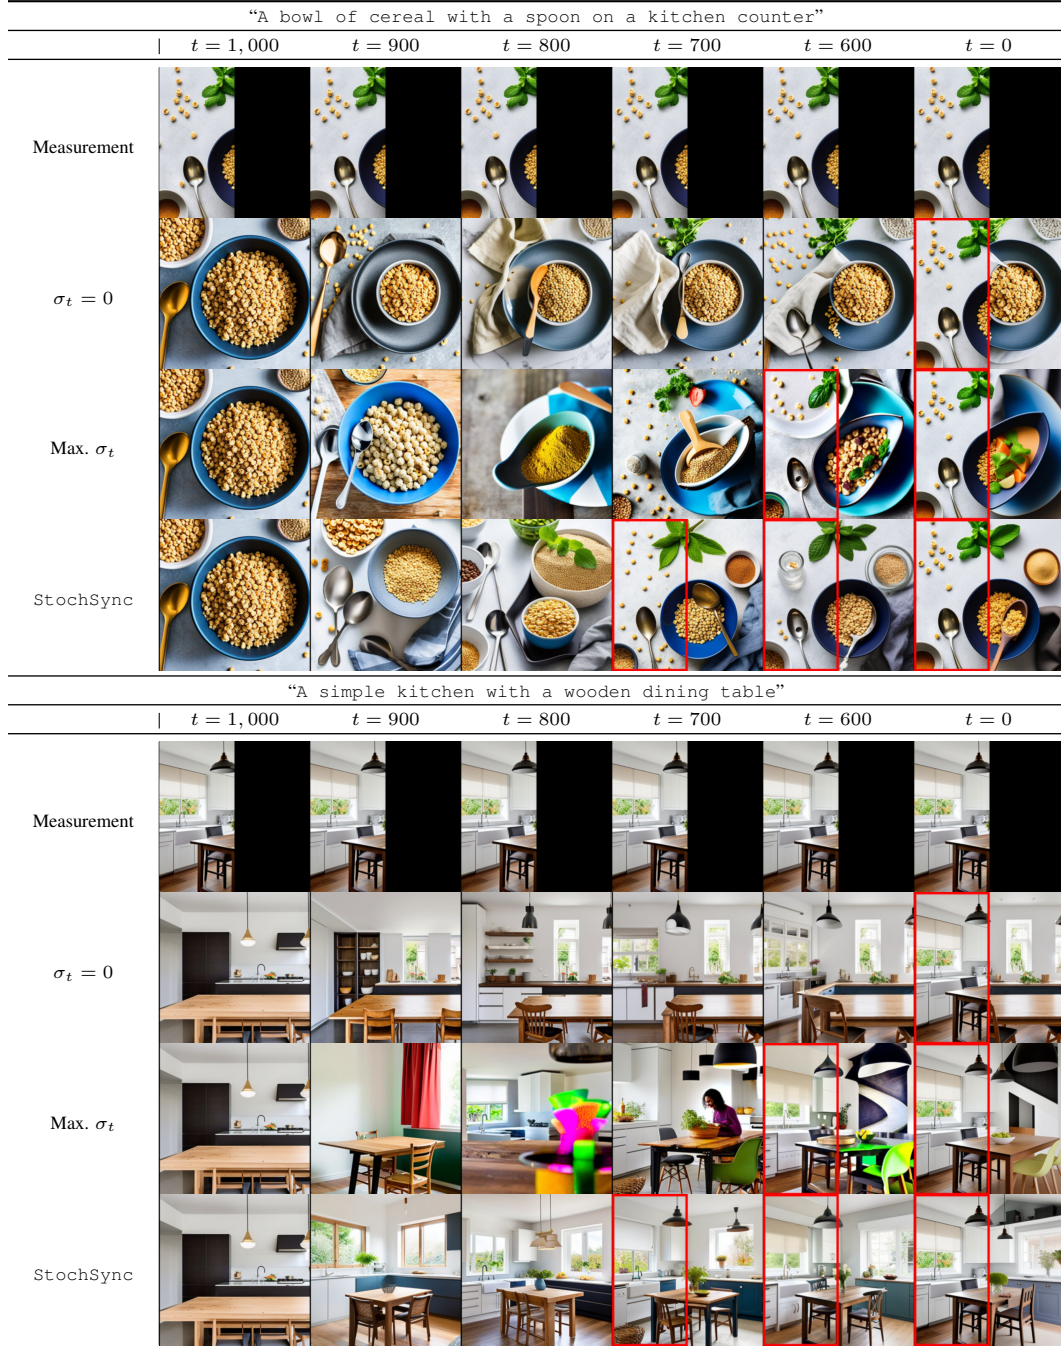 “A bowl of cereal with a spoon on a kitchen counter”
| t = 1,000 t = 900 t = 800 t = 700 t = 600 t = 0
Measurement
σt = 0
Max. σt
StochSync
“A simple kitchen with a wooden dining table”
| t = 1,000 t = 900 t = 800 t = 700 t = 600 t = 0
Measurement
σt = 0
Max. σt
StochSync